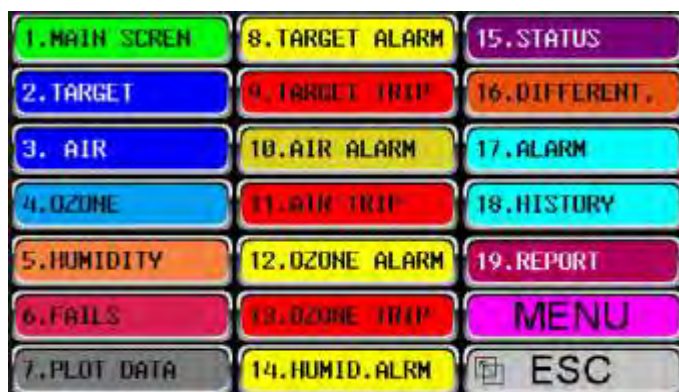 1.MAIN SCREN
8.TARGET ALARM
15.STATUS
2.TARGET
9.TARGET TRIP
16.DIFFERENT.
3. AIR
10.AIR ALARM
17.ALARM
4.OZONE
11.AIR TRIP
18.HISTORY
5.HUMIDITY
12.OZONE ALARM
19.REPORT
6.FAILS
13.OZONE TRIP
MENU
7.PLOT DATA
14.HUMID.ALRM
ESC